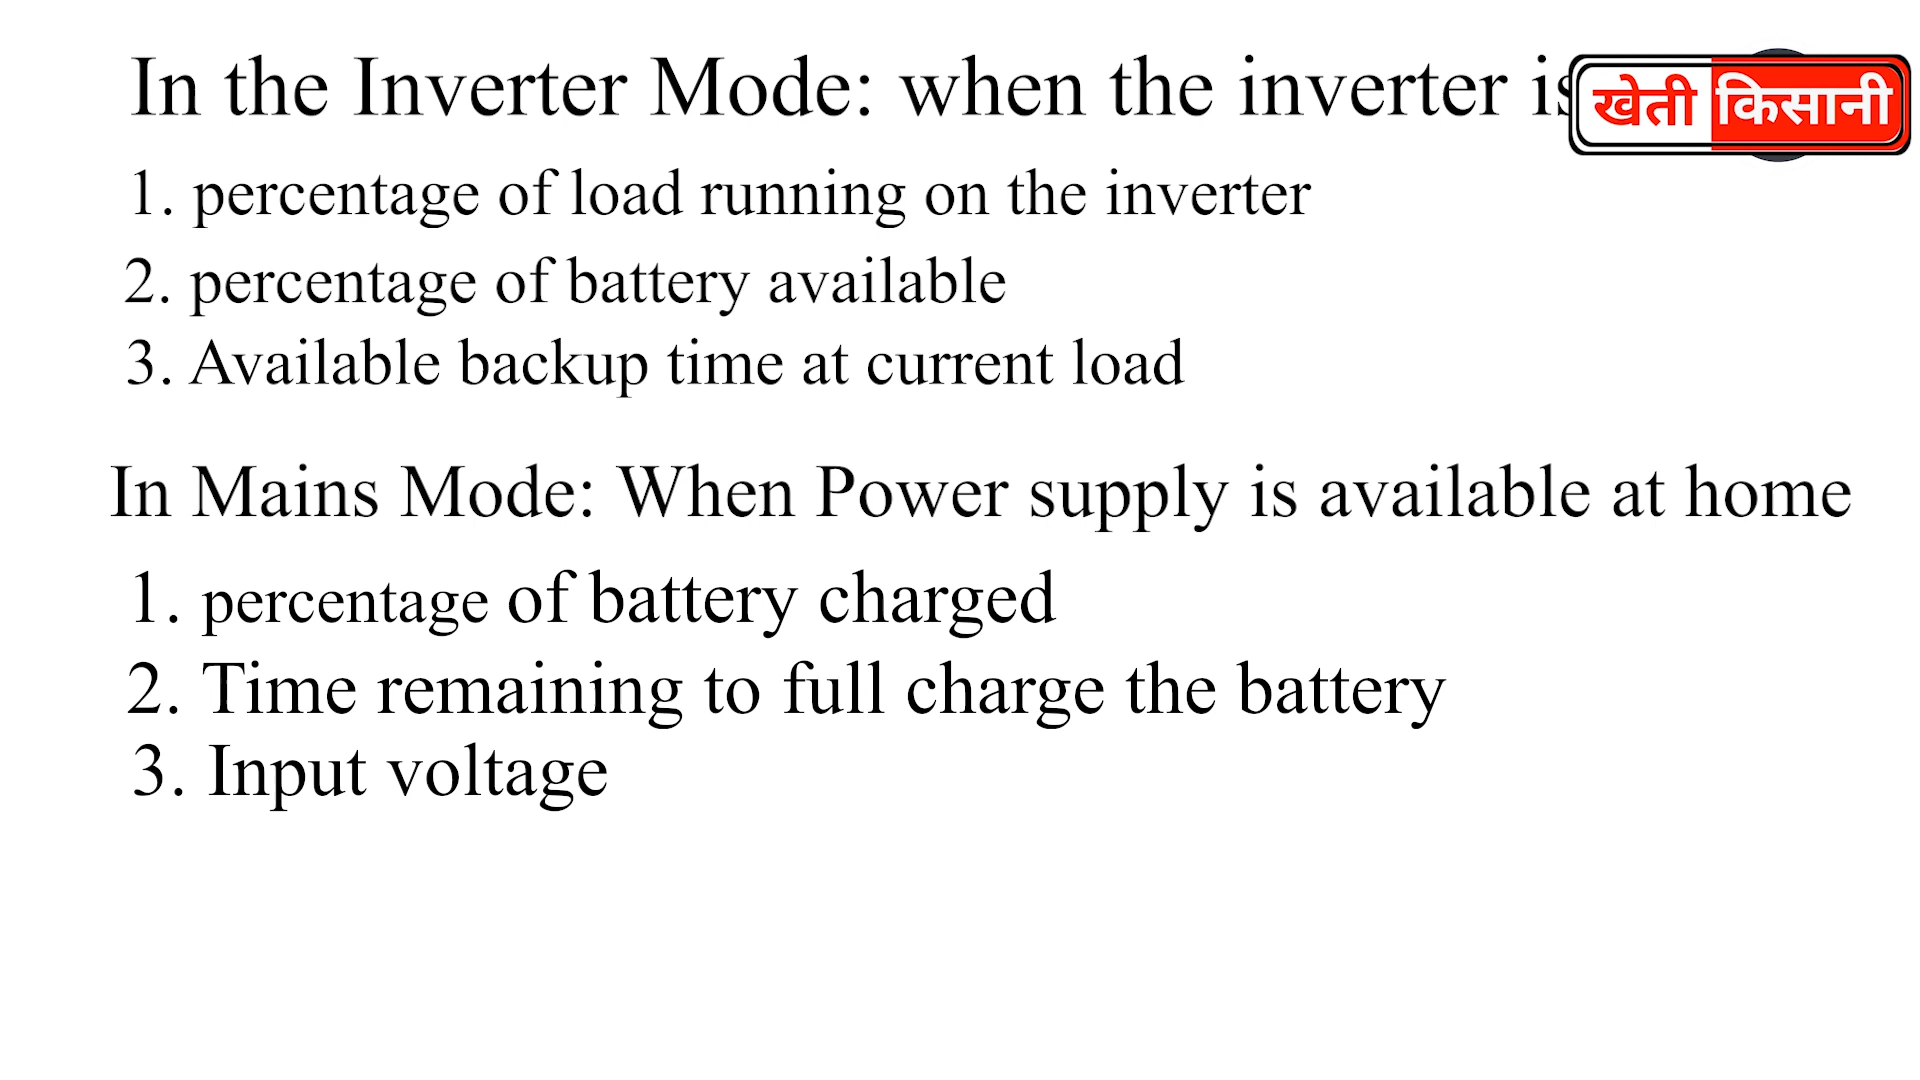 In the Inverter Mode: when the inverter is
खेती किसानी
1. percentage of load running on the inverter
2. percentage of battery available
3. Available backup time at current load
In Mains Mode: When Power supply is available at home
1. percentage of battery charged
2. Time remaining to full charge the battery
3. Input voltage